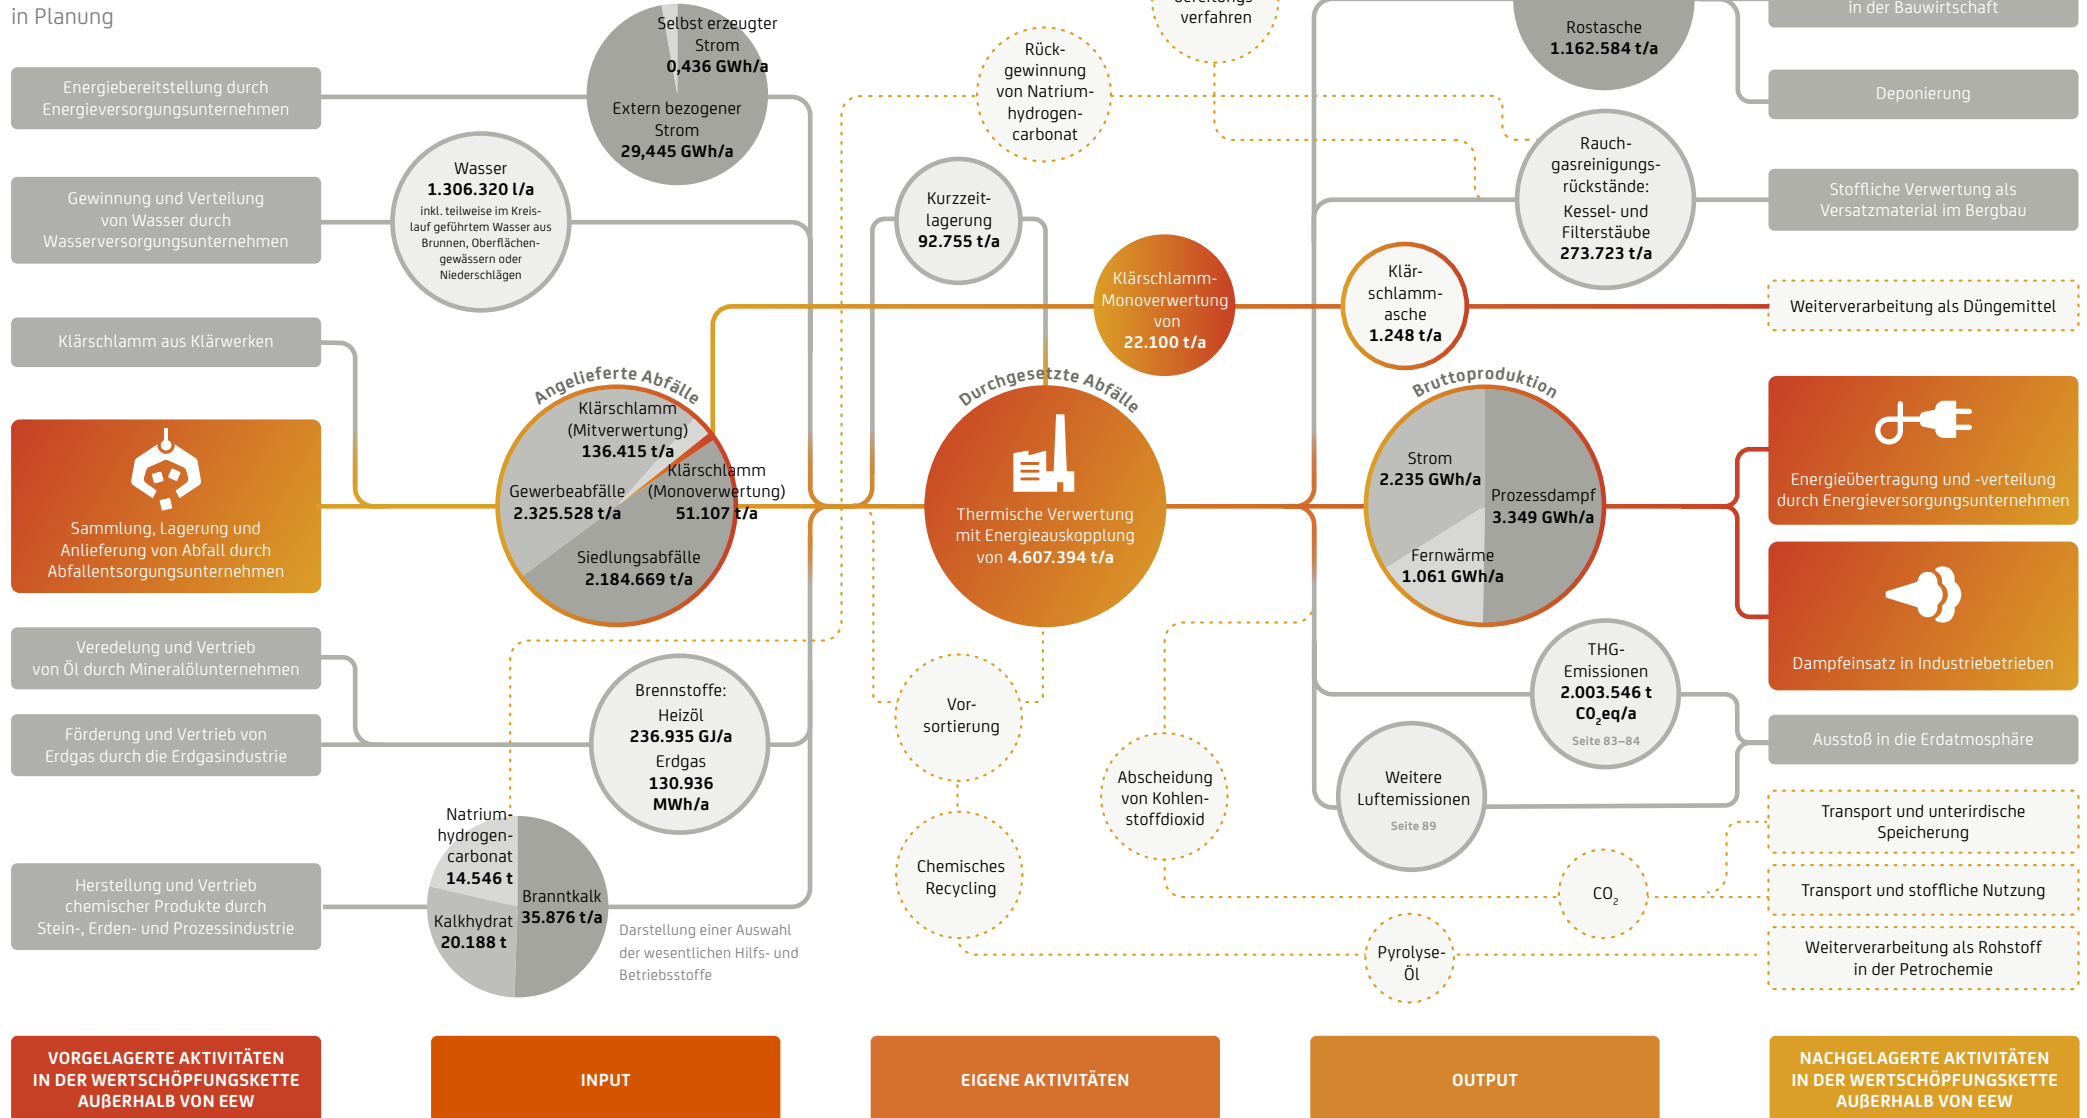 in Planung
Energiebereitstellung durch
Energieversorgungsunternehmen
Gewinnung und Verteilung
von Wasser durch
Wasserversorgungsunternehmen
Klärschlamm aus Klärwerken
Sammlung, Lagerung und
Anlieferung von Abfall durch
Abfallentsorgungsunternehmen
Veredelung und Vertrieb
von Öl durch Mineralölunternehmen
Förderung und Vertrieb von
Erdgas durch die Erdgasindustrie
Herstellung und Vertrieb
chemischer Produkte durch
Stein-, Erden- und Prozessindustrie
Selbst erzeugter
Strom
0,436 GWh/a
Extern bezogener
Strom
29,445 GWh/a
Wasser
1.306.320 l/a
inkl. teilweise im Kreis-
lauf geführtem Wasser aus
Brunnen, Oberflächen-
gewässern oder
Niederschlägen
Angelieferte Abfälle
Klärschlamm
(Mitverwertung)
136.415 t/a
Klärschlamm
(Monoverwertung)
51.107 t/a
Gewerbeabfälle
2.325.528 t/a
Siedlungsabfälle
2.184.669 t/a
Brennstoffe:
Heizöl
236.935 GJ/a
Erdgas
130.936
MWh/a
Natrium-
hydrogen-
carbonat
14.546 t
Branntkalk
35.876 t/a
Kalkhydrat
20.188 t
Darstellung einer Auswahl
der wesentlichen Hilfs- und
Betriebsstoffe
verfahren
Rück-
gewinnung
von Natrium-
hydrogen-
carbonat
Kurzzeit-
lagerung
92.755 t/a
Klärschlamm-
Monoverwertung
von
22.100 t/a
Durchgesetzte Abfälle
Thermische Verwertung
mit Energieauskopplung
von 4.607.394 t/a
Vor-
sortierung
Chemisches
Recycling
Abscheidung
von Kohlen-
stoffdioxid
Rostasche
1.162.584 t/a
Rauch-
gasreinigungs-
rückstände:
Kessel- und
Filterstäube
273.723 t/a
Klär-
schlamm-
asche
1.248 t/a
Bruttoproduktion
Strom
2.235 GWh/a
Prozessdampf
3.349 GWh/a
Fernwärme
1.061 GWh/a
THG-
Emissionen
2.003.546 t
CO₂eq/a
Seite 83–84
Weitere
Luftemissionen
Seite 89
CO₂
Pyrolyse-
Öl
in der Bauwirtschaft
Deponierung
Stoffliche Verwertung als
Versatzmaterial im Bergbau
Weiterverarbeitung als Düngemittel
Energieübertragung und -verteilung
durch Energieversorgungsunternehmen
Dampfeinsatz in Industriebetrieben
Ausstoß in die Erdatmosphäre
Transport und unterirdische
Speicherung
Transport und stoffliche Nutzung
Weiterverarbeitung als Rohstoff
in der Petrochemie
VORGELAGERTE AKTIVITÄTEN
IN DER WERTSCHÖPFUNGSKETTE
AUßERHALB VON EEW
INPUT
EIGENE AKTIVITÄTEN
OUTPUT
NACHGELAGERTE AKTIVITÄTEN
IN DER WERTSCHÖPFUNGSKETTE
AUßERHALB VON EEW